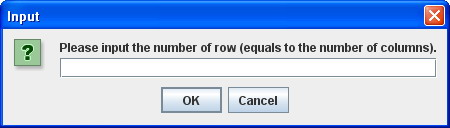 Input
?
Please input the number of row (equals to the number of columns).
OK
Cancel